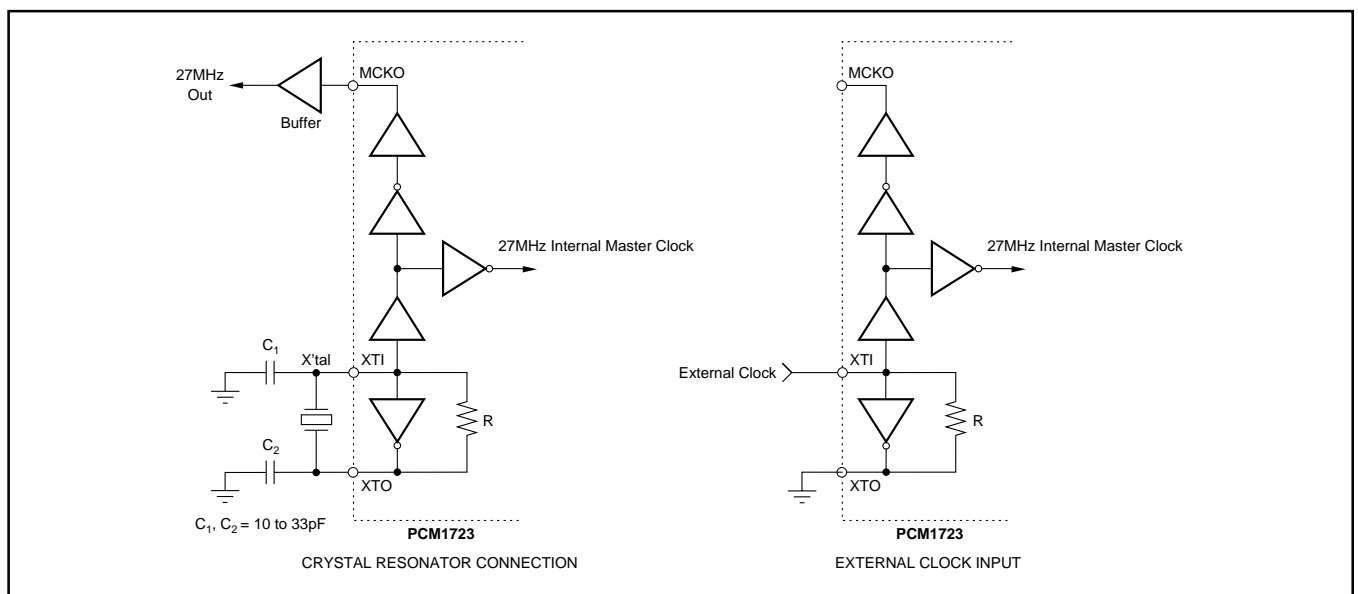 27MHz
Out
Buffer
MCKO
27MHz Internal Master Clock
C1
X'tal
XTI
R
C2
XTO
C1, C2 = 10 to 33pF
PCM1723
CRYSTAL RESONATOR CONNECTION
MCKO
27MHz Internal Master Clock
External Clock
XTI
R
XTO
PCM1723
EXTERNAL CLOCK INPUT